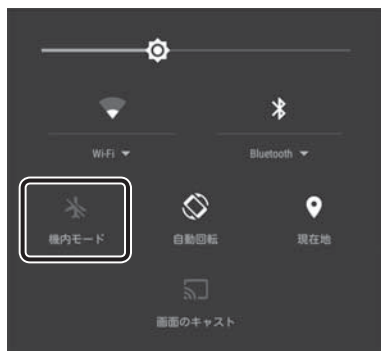 Wi-Fi
Bluetooth
機内モード
自動回転
現在地
画面のキャスト